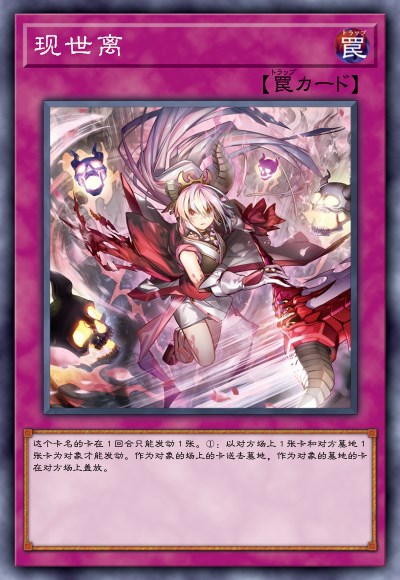 现世离
トラップ
罠
トラップ
【罠カード】
这个卡名的卡在1回合只能发动1张。①：以对方场上1张卡和对方墓地1
张卡为对象才能发动。作为对象的场上的卡送去墓地，作为对象的墓地的卡
在对方场上盖放。